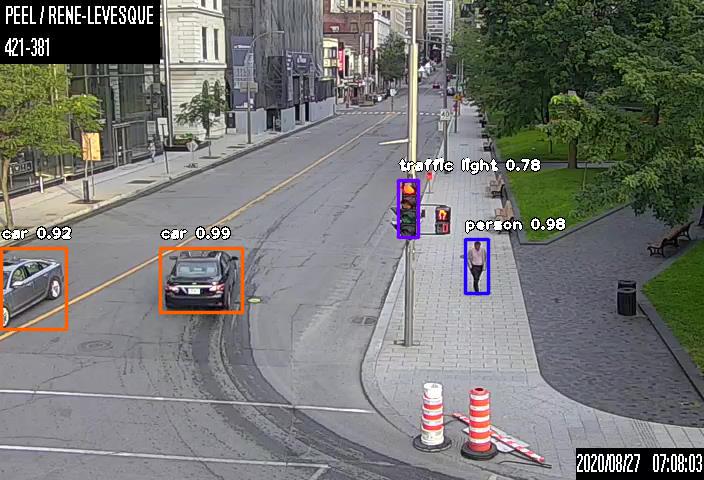 PEEL / RENE-LEVESQUE
421-381
traffic light 0.78
person 0.98
car 0.92
car 0.99
2020/08/27 07:08:03